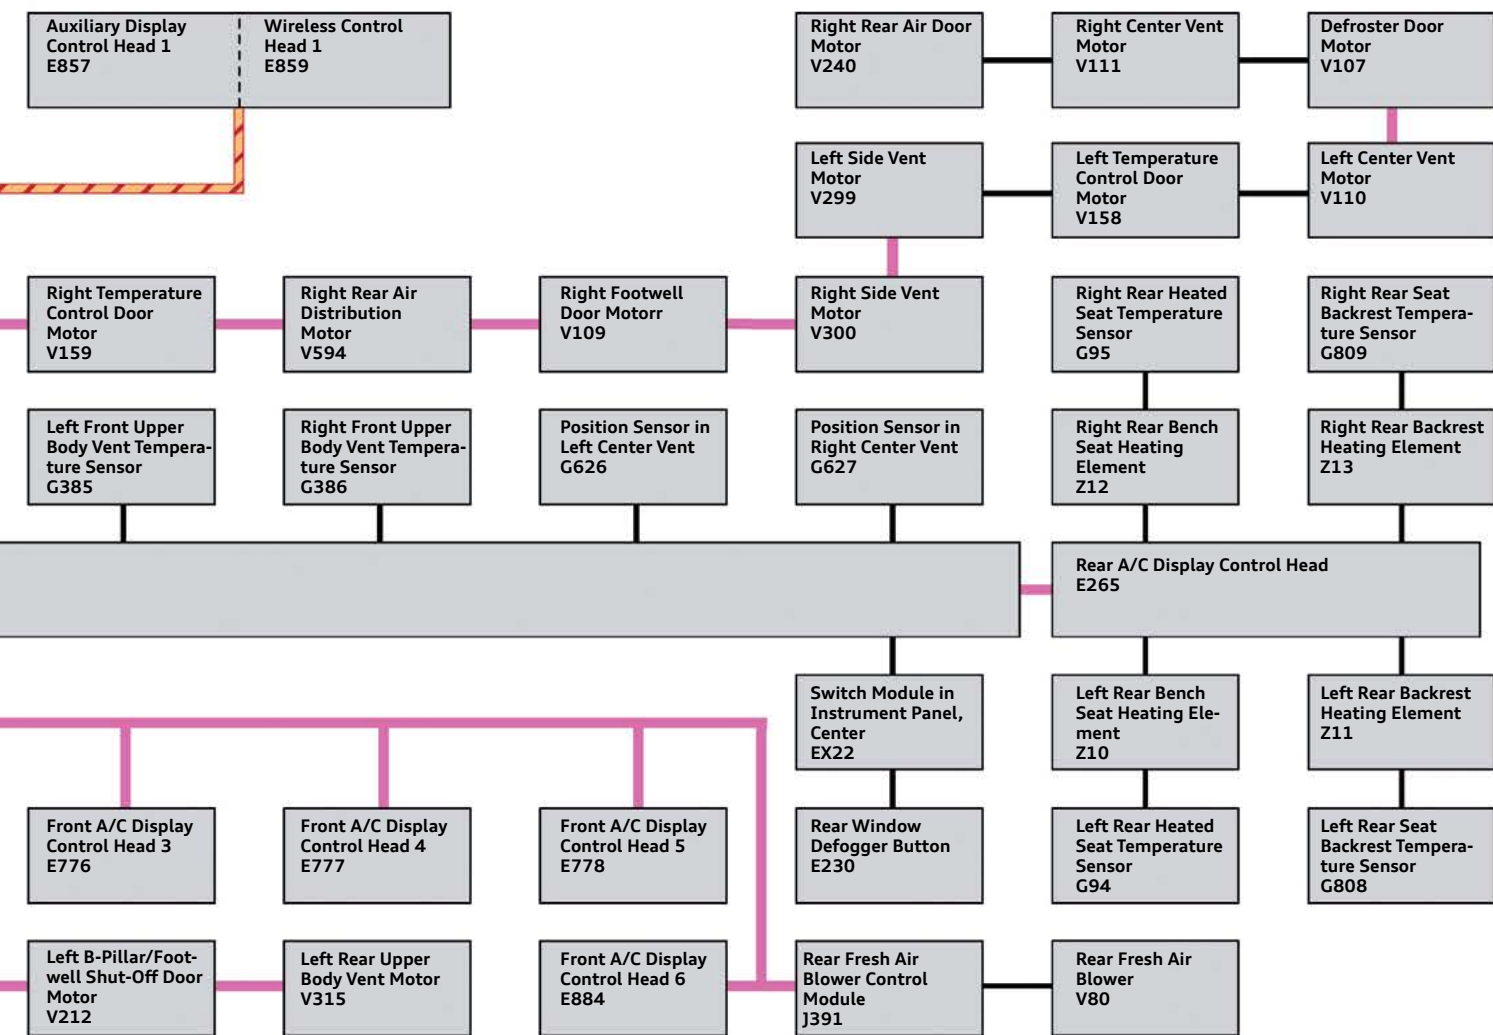 Auxiliary Display
Control Head 1
E857
Wireless Control
Head 1
E859
Right Rear Air Door
Motor
V240
Right Center Vent
Motor
V111
Defroster Door
Motor
V107
Left Side Vent
Motor
V299
Left Temperature
Control Door
Motor
V158
Left Center Vent
Motor
V110
Right Temperature
Control Door
Motor
V159
Right Rear Air
Distribution
Motor
V594
Right Footwell
Door Motorr
V109
Right Side Vent
Motor
V300
Right Rear Heated
Seat Temperature
Sensor
G95
Right Rear Seat
Backrest Tempera-
ture Sensor
G809
Left Front Upper
Body Vent Tempera-
ture Sensor
G385
Right Front Upper
Body Vent Tempera-
ture Sensor
G386
Position Sensor in
Left Center Vent
G626
Position Sensor in
Right Center Vent
G627
Right Rear Bench
Seat Heating
Element
Z12
Right Rear Backrest
Heating Element
Z13
Rear A/C Display Control Head
E265
Switch Module in
Instrument Panel,
Center
EX22
Left Rear Bench
Seat Heating Ele-
ment
Z10
Left Rear Backrest
Heating Element
Z11
Front A/C Display
Control Head 3
E776
Front A/C Display
Control Head 4
E777
Front A/C Display
Control Head 5
E778
Rear Window
Defogger Button
E230
Left Rear Heated
Seat Temperature
Sensor
G94
Left Rear Seat
Backrest Tempera-
ture Sensor
G808
Left B-Pillar/Foot-
well Shut-Off Door
Motor
V212
Left Rear Upper
Body Vent Motor
V315
Front A/C Display
Control Head 6
E884
Rear Fresh Air
Blower Control
Module
J391
Rear Fresh Air
Blower
V80